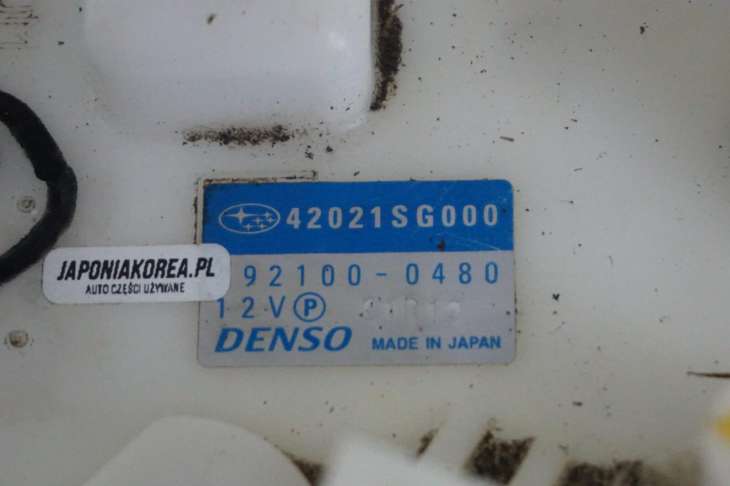 42021SG000
JAPONIAKOREA.PL
AUTO CZĘŚCI UŻYWANE
92100-0480
12V P
DENSO MADE IN JAPAN